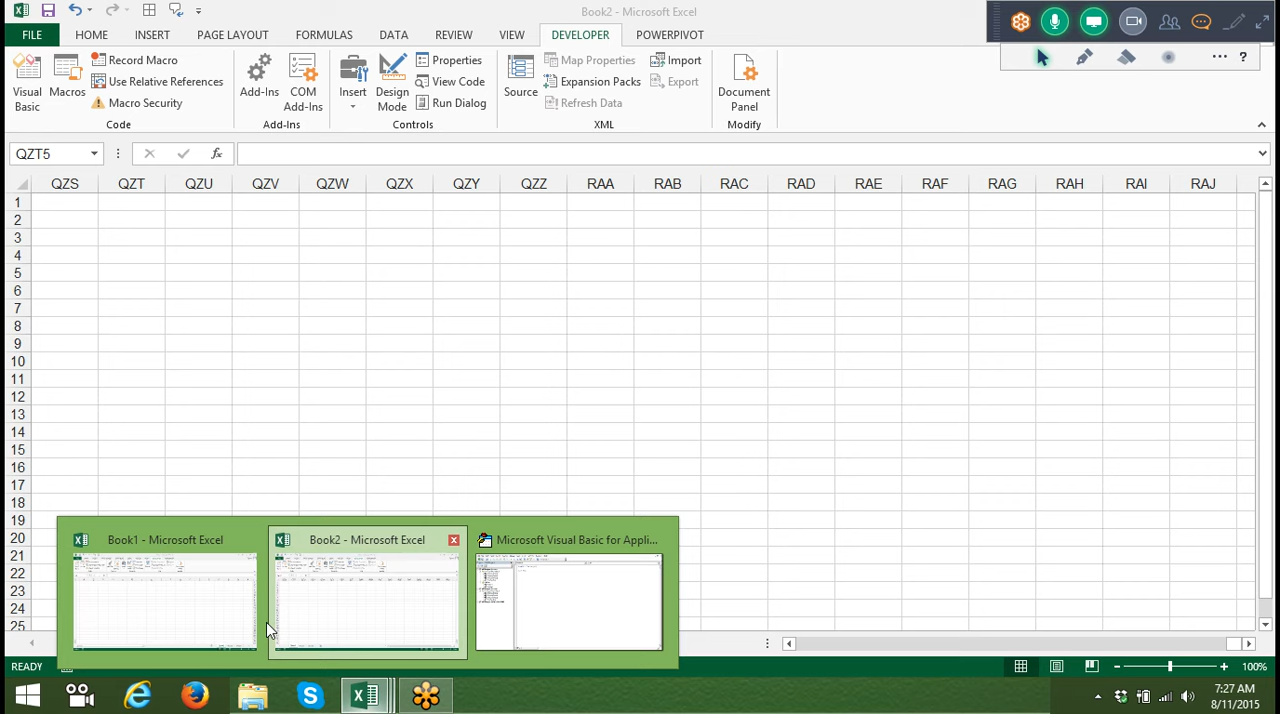 Book2 - Microsoft Excel
FILE HOME INSERT PAGE LAYOUT FORMULAS DATA REVIEW VIEW DEVELOPER POWERPIVOT
Visual Basic
Macros
Record Macro
Use Relative References
Macro Security
Code
Add-Ins
COM Add-Ins
Add-Ins
Insert
Design Mode
Properties
View Code
Run Dialog
Controls
Source
Map Properties
Expansion Packs
Refresh Data
Import
Export
XML
Document Panel
Modify
QZT5
fx
QZS QZT QZU QZV QZW QZX QZY QZZ RAA RAB RAC RAD RAE RAF RAG RAH RAI RAJ
1
2
3
4
5
6
7
8
9
10
11
12
13
14
15
16
17
18
19
20
21
22
23
24
25
Book1 - Microsoft Excel
Book2 - Microsoft Excel
Microsoft Visual Basic for Appli...
READY
100%
7:27 AM
8/11/2015